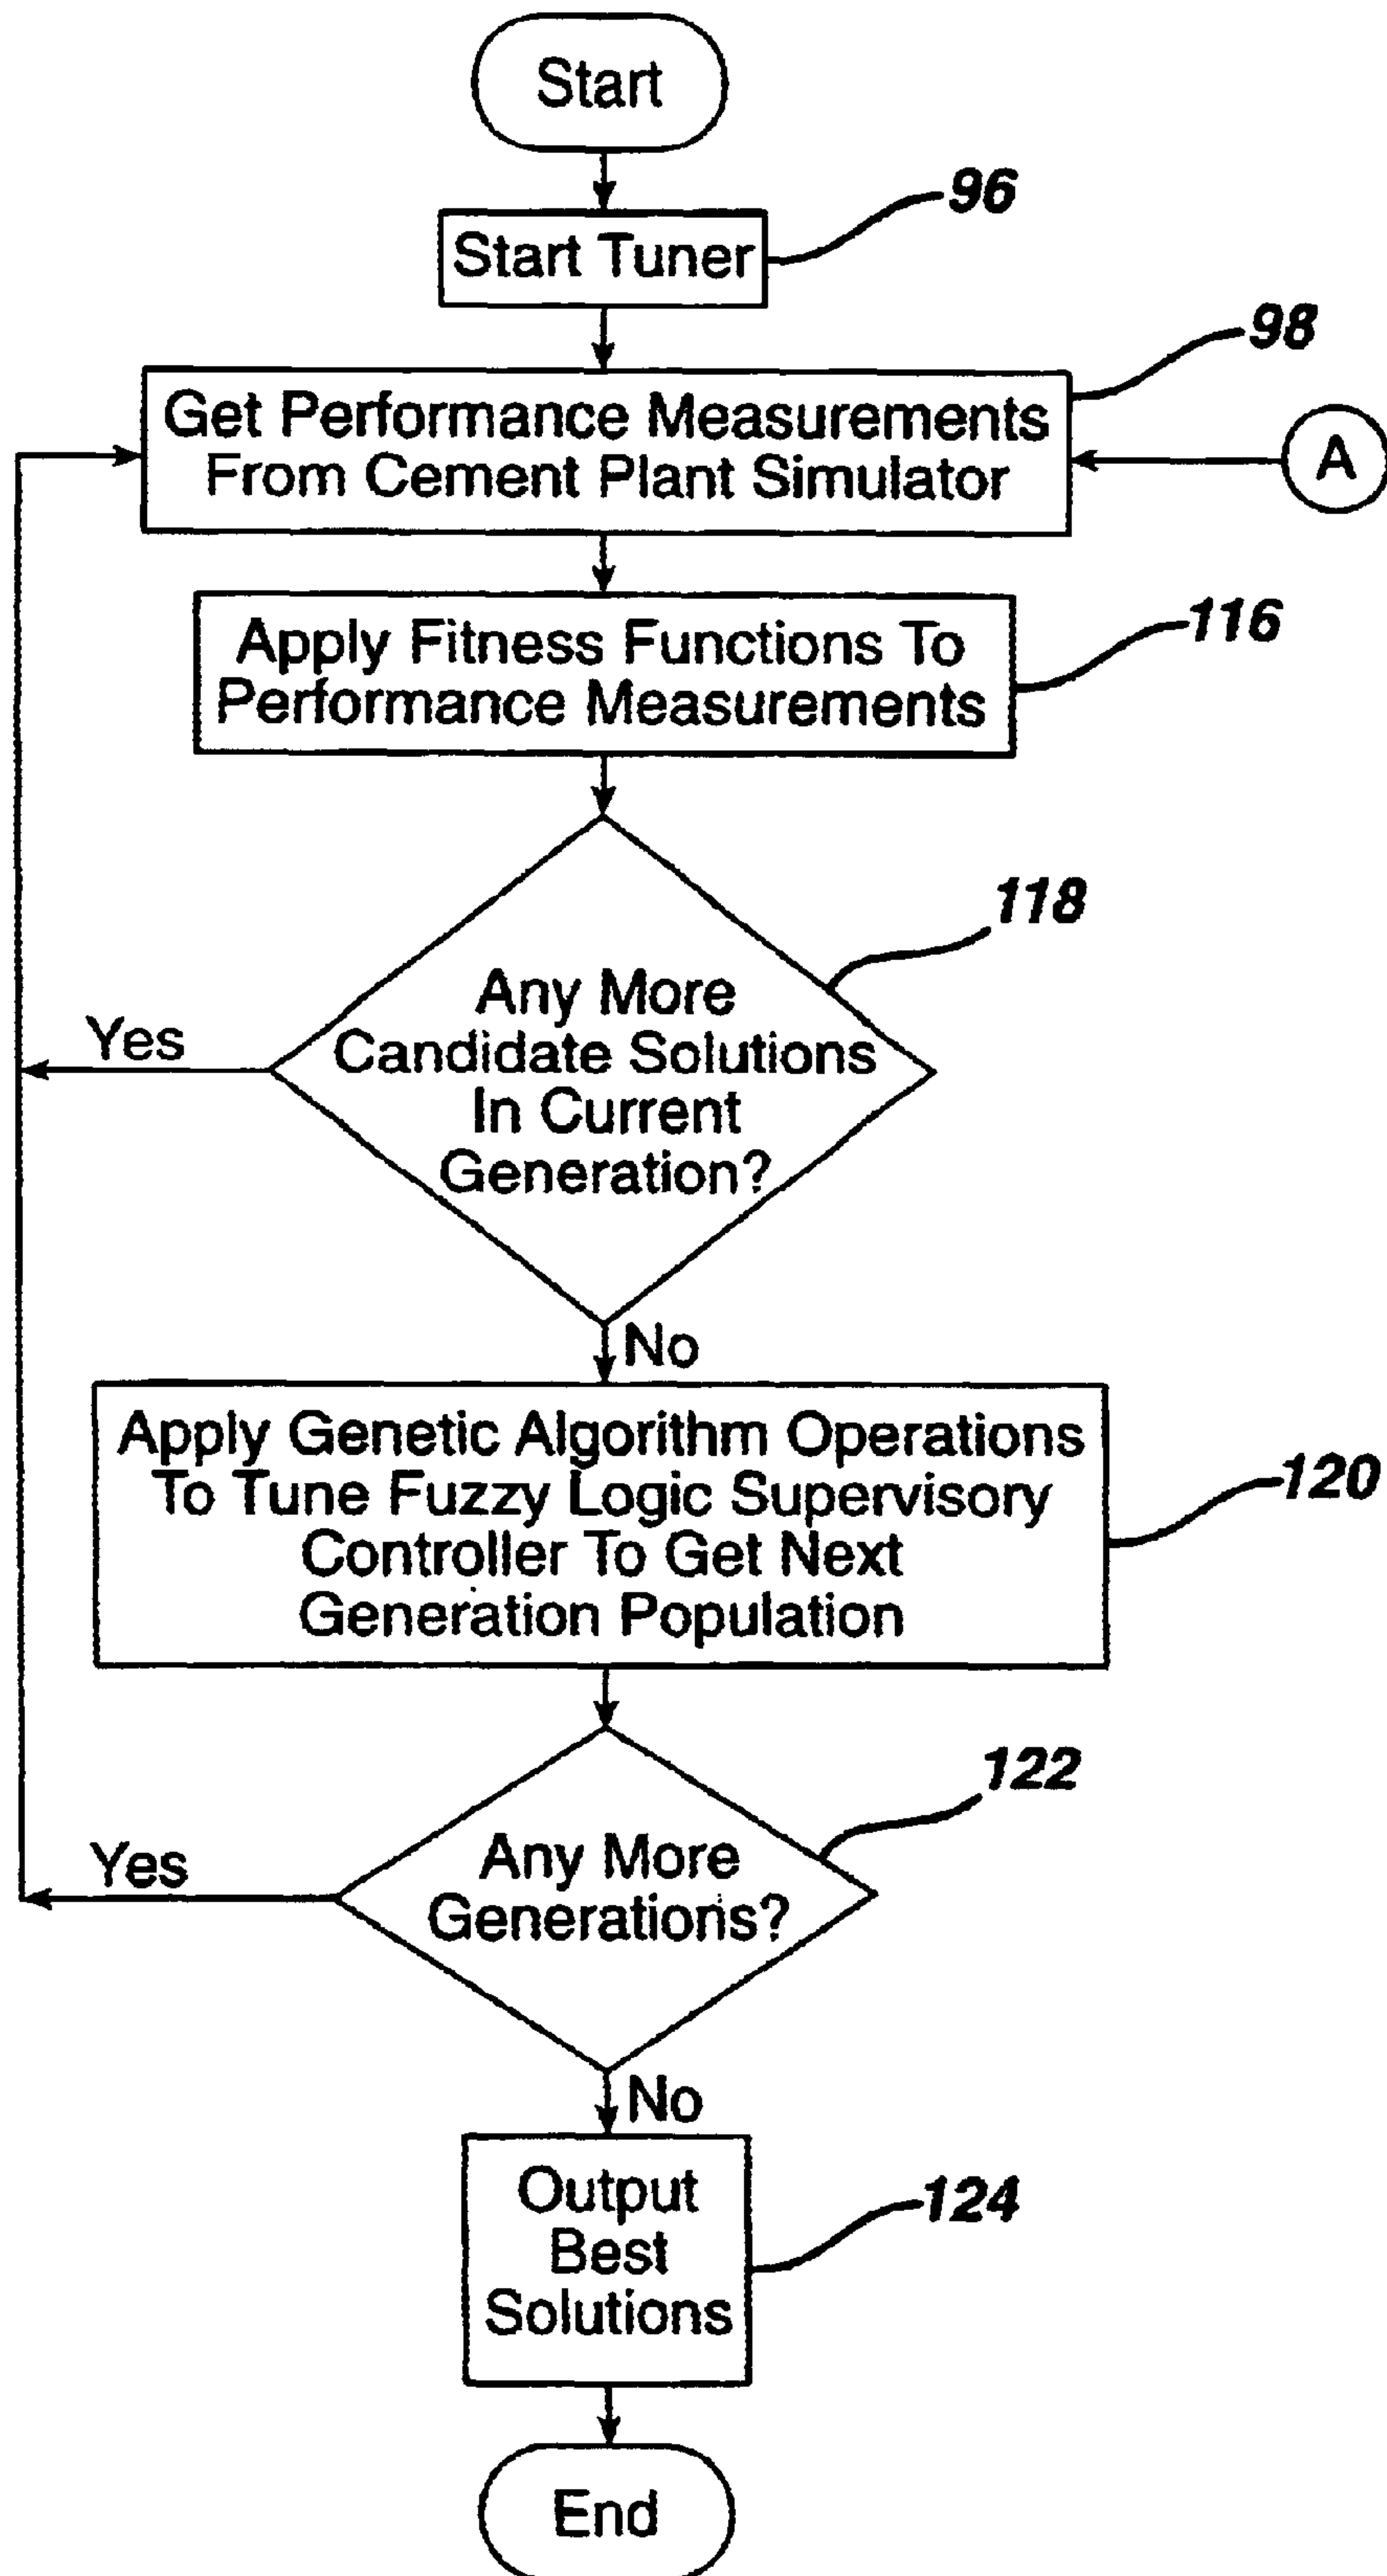 Start
96
Start Tuner
98
Get Performance Measurements
From Cement Plant Simulator
A
116
Apply Fitness Functions To
Performance Measurements
118
Any More
Candidate Solutions
In Current
Generation?
Yes
No
Apply Genetic Algorithm Operations
To Tune Fuzzy Logic Supervisory
Controller To Get Next
Generation Population
120
122
Any More
Generations?
Yes
No
Output
Best
Solutions
124
End